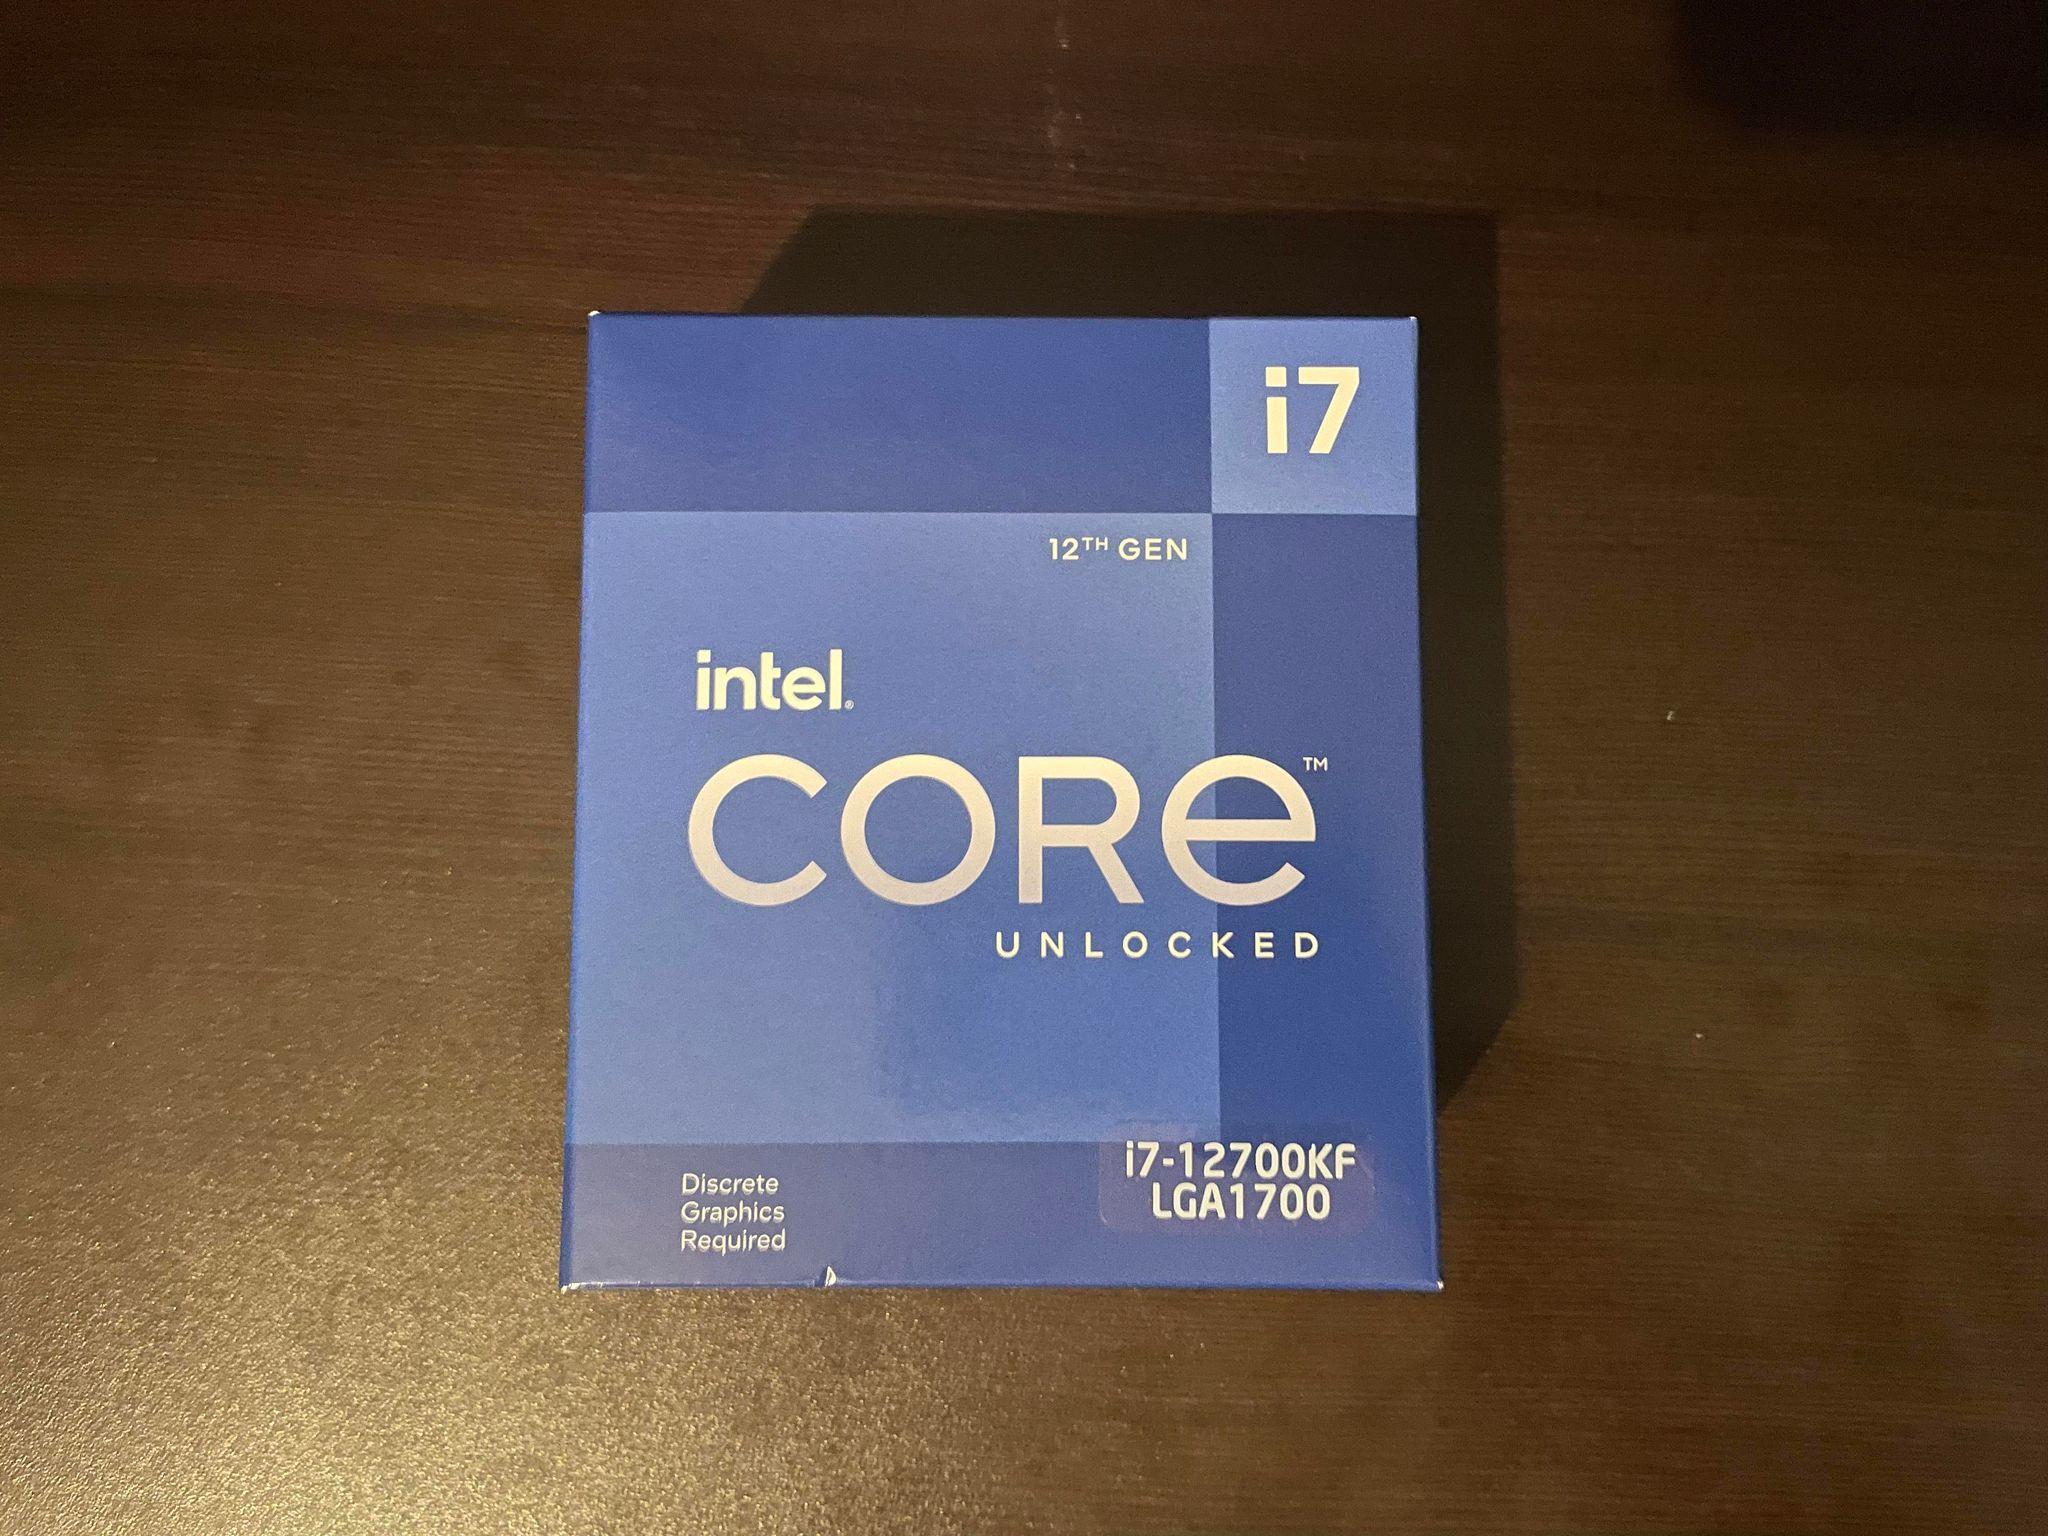 i7
12TH GEN
intel®
CORe™
UNLOCKED
i7-12700KF
LGA1700
Discrete
Graphics
Required